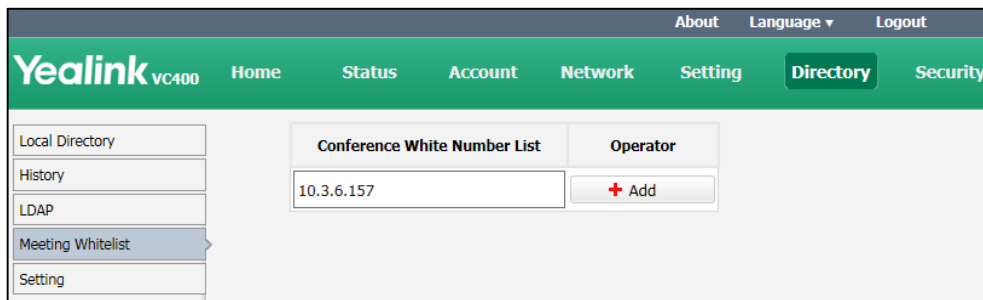 About Language ▾ Logout
Yealink VC400 Home Status Account Network Setting Directory Security
Local Directory
History
LDAP
Meeting Whitelist
Setting
Conference White Number List Operator
10.3.6.157 Add